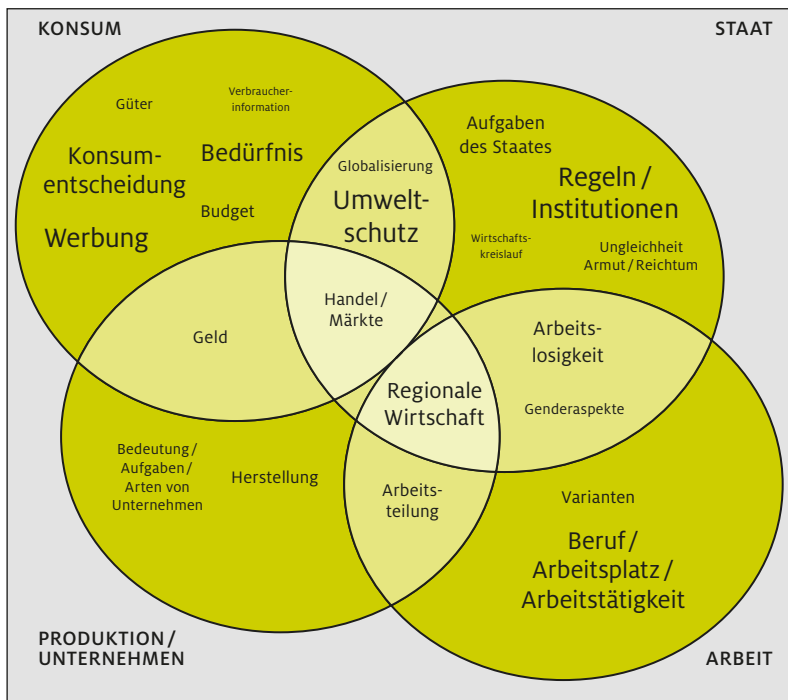 KONSUM
STAAT
Güter
Verbraucher-
information
Konsum-
entscheidung
Bedürfnis
Werbung
Budget
Globalisierung
Umwelt-
schutz
Aufgaben
des Staates
Regeln /
Institutionen
Wirtschafts-
kreislauf
Ungleichheit
Armut / Reichtum
Geld
Handel /
Märkte
Arbeits-
losigkeit
Regionale
Wirtschaft
Genderaspekte
Bedeutung /
Aufgaben /
Arten von
Unternehmen
Herstellung
Arbeits-
teilung
Varianten
Beruf /
Arbeitsplatz /
Arbeitstätigkeit
PRODUKTION /
UNTERNEHMEN
ARBEIT